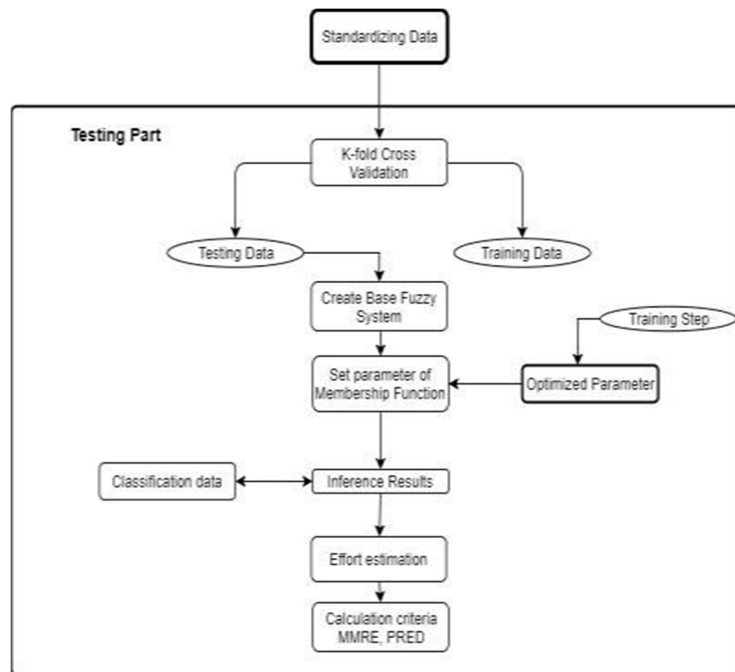 Standardizing Data
Testing Part
K-fold Cross
Validation
Testing Data
Training Data
Create Base Fuzzy
System
Training Step
Set parameter of
Membership Function
Optimized Parameter
Classification data
Inference Results
Effort estimation
Calculation criteria
MMRE, PRED